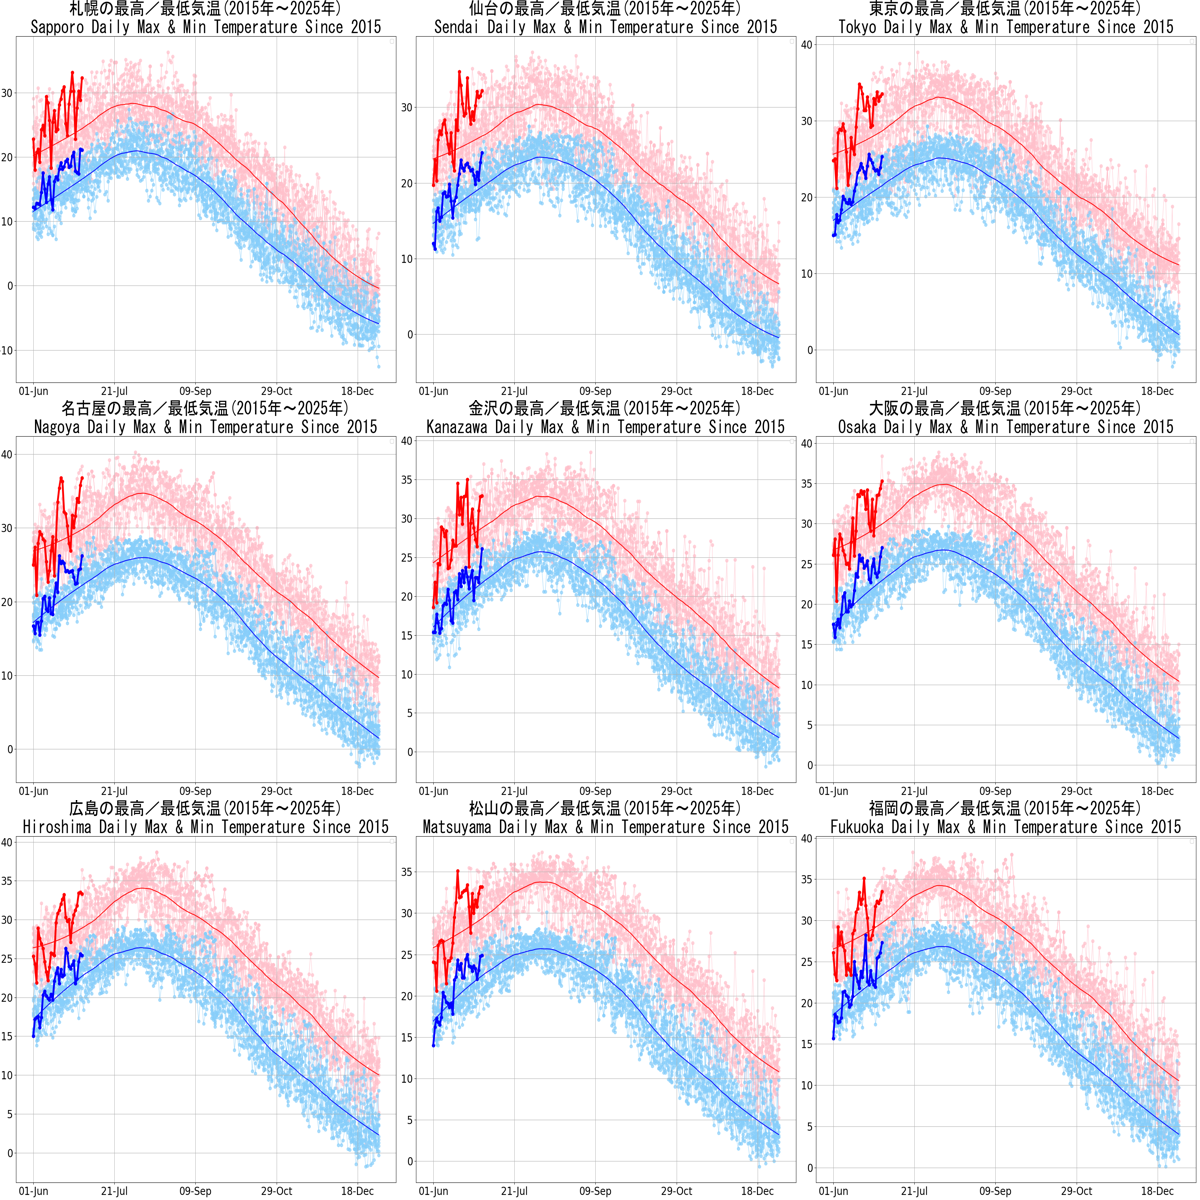 札幌の最高／最低気温(2015年～2025年)
Sapporo Daily Max & Min Temperature Since 2015
30
20
10
0
10
01-Jun 21-Jul 09-Sep 29-Oct 18-Dec
仙台の最高／最低気温(2015年～2025年)
Sendai Daily Max & Min Temperature Since 2015
30
20
10
0
01-Jun 21-Jul 09-Sep 29-Oct 18-Dec
東京の最高／最低気温(2015年～2025年)
Tokyo Daily Max & Min Temperature Since 2015
40
30
20
10
0
01-Jun 21-Jul 09-Sep 29-Oct 18-Dec
名古屋の最高／最低気温(2015年～2025年)
Nagoya Daily Max & Min Temperature Since 2015
40
30
20
10
0
01-Jun 21-Jul 09-Sep 29-Oct 18-Dec
金沢の最高／最低気温(2015年～2025年)
Kanazawa Daily Max & Min Temperature Since 2015
40
35
30
25
20
15
10
5
0
01-Jun 21-Jul 09-Sep 29-Oct 18-Dec
大阪の最高／最低気温(2015年～2025年)
Osaka Daily Max & Min Temperature Since 2015
40
35
30
25
20
15
10
5
0
01-Jun 21-Jul 09-Sep 29-Oct 18-Dec
広島の最高／最低気温(2015年～2025年)
Hiroshima Daily Max & Min Temperature Since 2015
40
35
30
25
20
15
10
5
0
01-Jun 21-Jul 09-Sep 29-Oct 18-Dec
松山の最高／最低気温(2015年～2025年)
Matsuyama Daily Max & Min Temperature Since 2015
35
30
25
20
15
10
5
0
01-Jun 21-Jul 09-Sep 29-Oct 18-Dec
福岡の最高／最低気温(2015年～2025年)
Fukuoka Daily Max & Min Temperature Since 2015
40
35
30
25
20
15
10
5
0
01-Jun 21-Jul 09-Sep 29-Oct 18-Dec